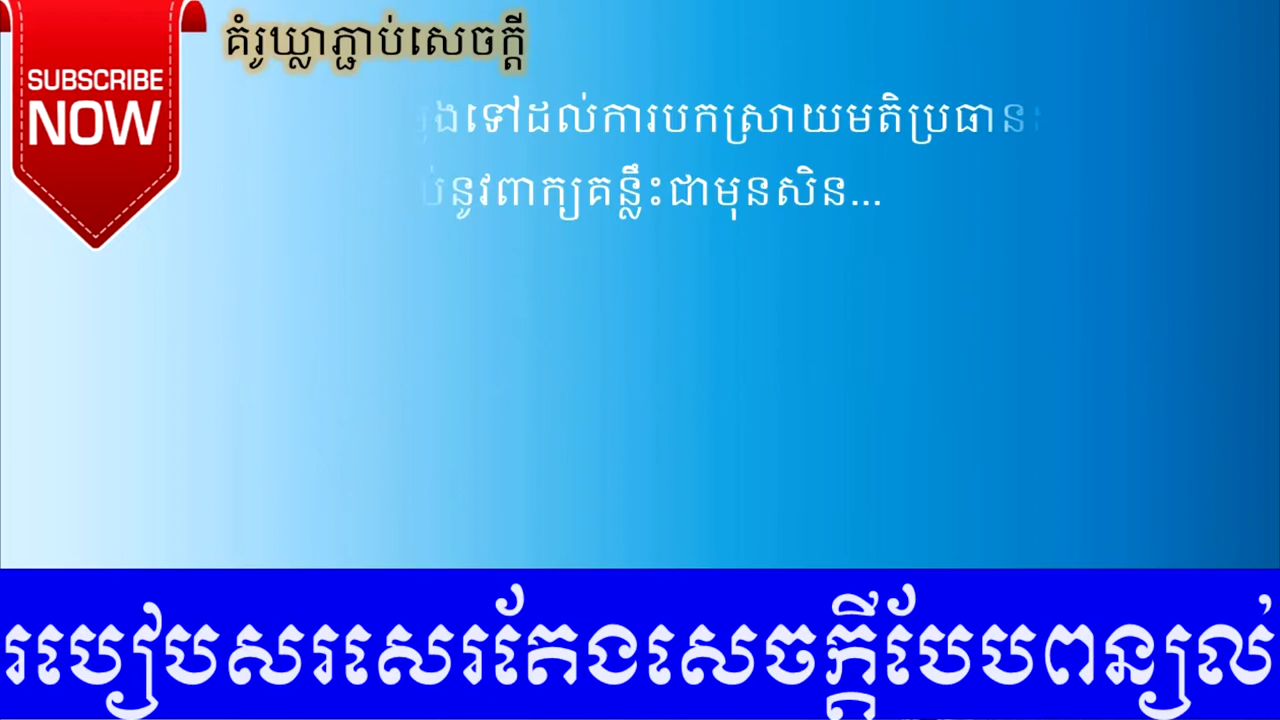 SUBSCRIBE
NOW
គំរូឃ្លាភ្ជាប់សេចក្ដី
ទៅដល់ការបកស្រាយមតិប្រធាន
នូវពាក្យគន្លឹះជាមុនសិន...
របៀបសរសេរតែងសេចក្ដីបែបពន្យល់